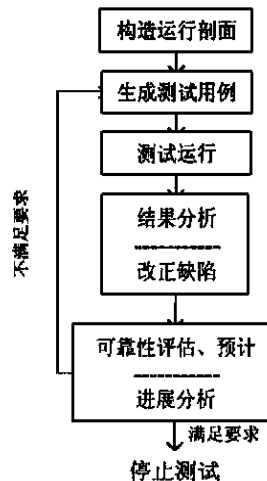 构造运行剖面
生成测试用例
测试运行
结果分析
改正缺陷
不满足要求
可靠性评估、预计
进展分析
满足要求
停止测试